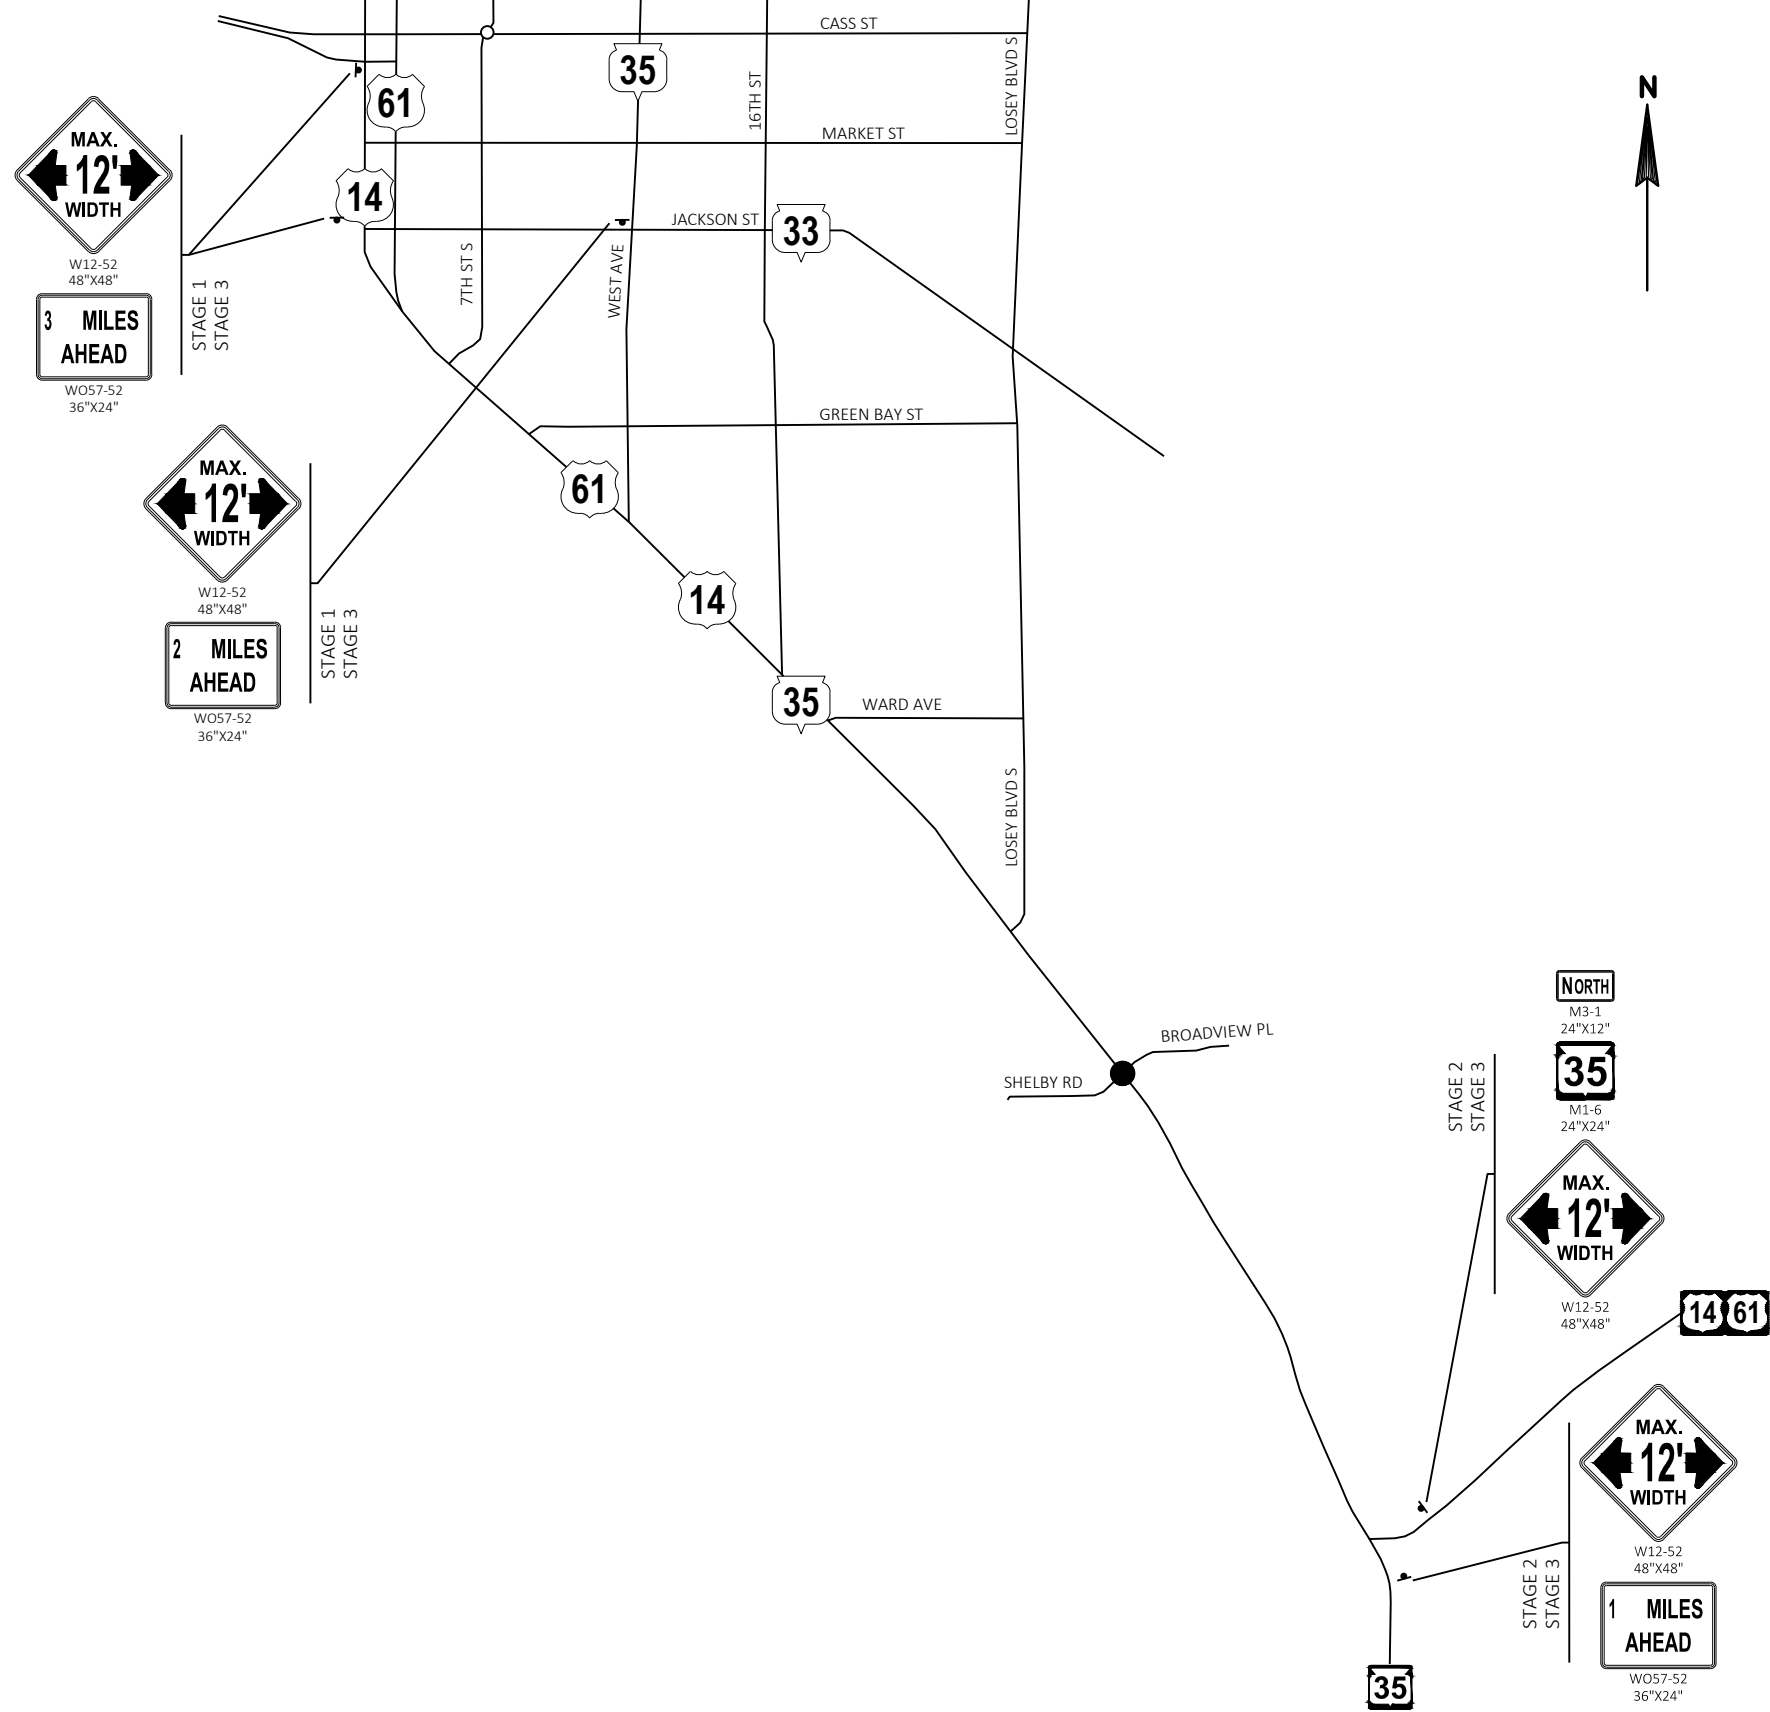 CASS ST
LOSEY BLVD S
35
16TH ST
61
MARKET ST
N
MAX.
12'
WIDTH
W12-52
48"X48"
3 MILES
AHEAD
WO57-52
36"X24"
STAGE 1
STAGE 3
14
JACKSON ST
33
7TH ST S
WEST AVE
GREEN BAY ST
MAX.
12'
WIDTH
W12-52
48"X48"
2 MILES
AHEAD
WO57-52
36"X24"
STAGE 1
STAGE 3
61
14
35
WARD AVE
LOSEY BLVD S
BROADVIEW PL
SHELBY RD
NORTH
M3-1
24"X12"
35
M1-6
24"X24"
MAX.
12'
WIDTH
W12-52
48"X48"
STAGE 2
STAGE 3
14 61
MAX.
12'
WIDTH
W12-52
48"X48"
1 MILES
AHEAD
WO57-52
36"X24"
STAGE 2
STAGE 3
35